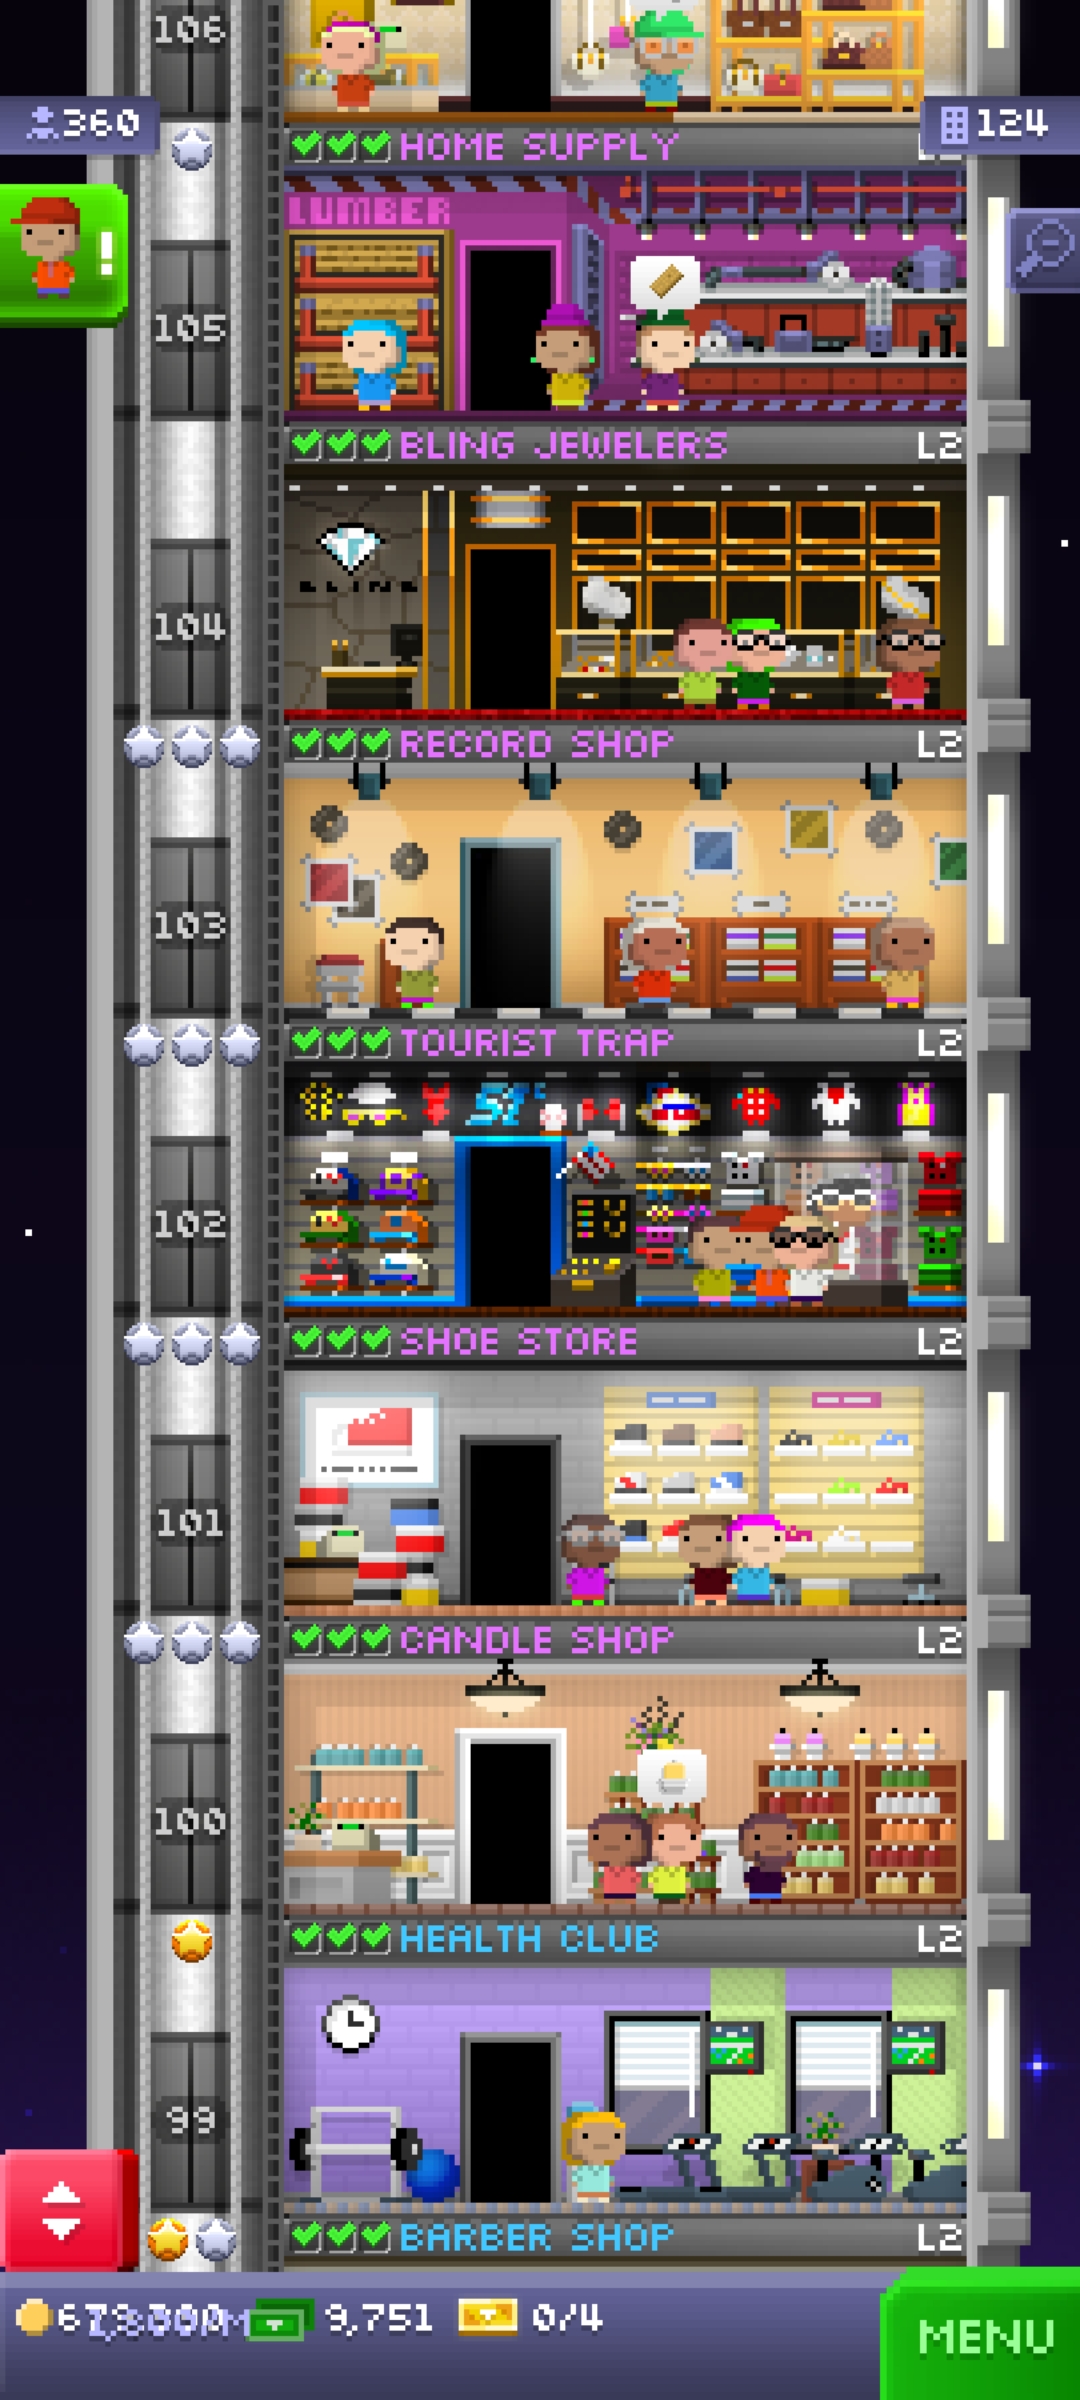 106
360
124
HOME SUPPLY
LUMBER
!
105
BLING JEWELERS L2
BLING
104
RECORD SHOP L2
103
TOURIST TRAP L2
102
SHOE STORE L2
101
CANDLE SHOP L2
100
HEALTH CLUB L2
99
BARBER SHOP L2
9,751 0/4
MENU